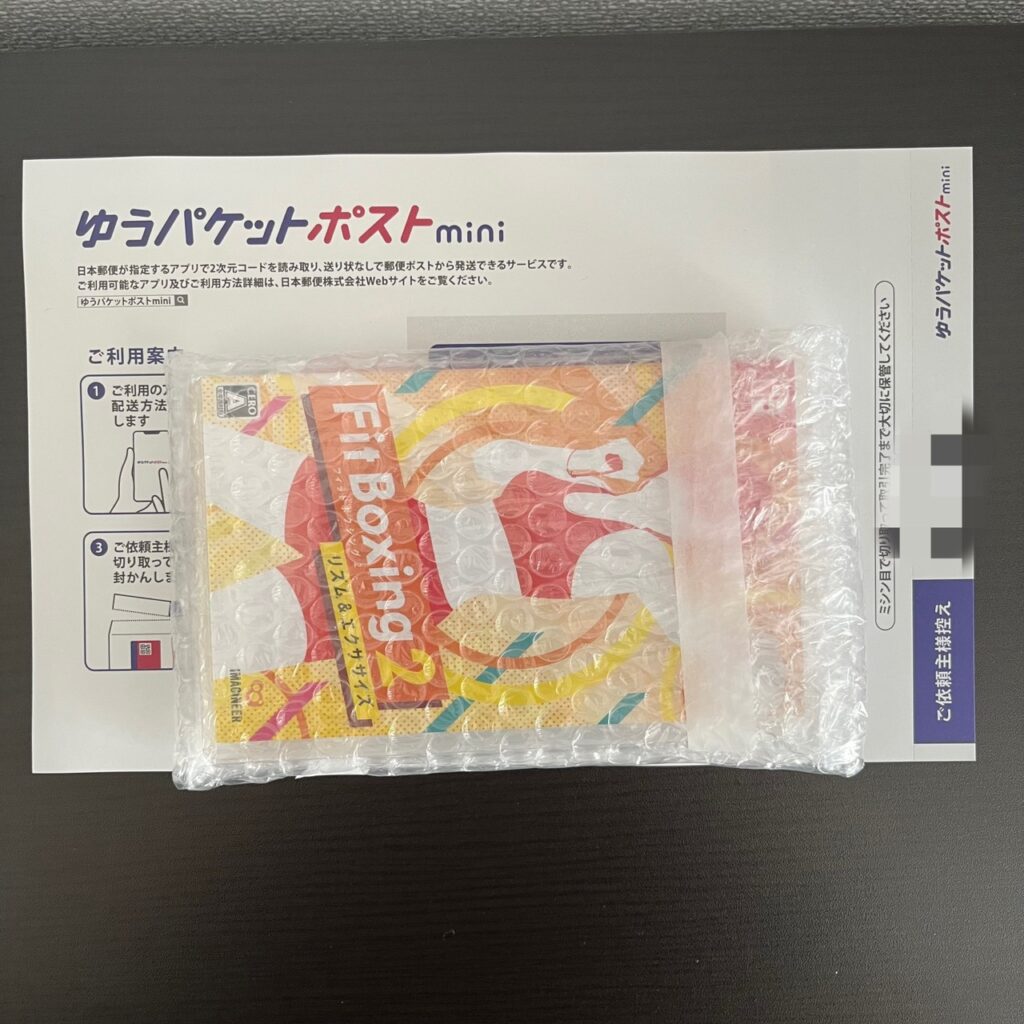 ゆうパケットポストmini
日本郵便が指定するアプリで2次元コードを読み取り、送り状なしで郵便ポストから発送できるサービスです。
ご利用可能なアプリ及びご利用方法詳細は、日本郵便株式会社Webサイトをご覧ください。
ゆうパケットポストmini
ご利用案内
1
ご利用の
配送方法
します
3
ご依頼主様
切り取って
封かんし
CERO
A
Fit Boxing 2
リズム&エクササイズ
IMAGINEER
ゆうパケットポストmini
ミシン目で切り取って取引完了まで大切に保管してください
ご依頼主様控え